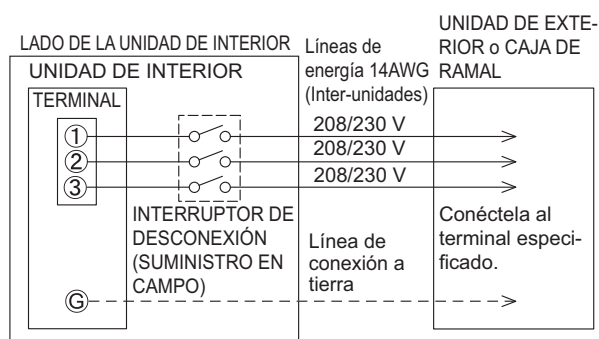 LADO DE LA UNIDAD DE INTERIOR
UNIDAD DE INTERIOR
TERMINAL
1
2
3
G
INTERRUPTOR DE
DESCONEXIÓN
(SUMINISTRO EN
CAMPO)
Líneas de
energía 14AWG
(Inter-unidades)
208/230 V
208/230 V
208/230 V
Línea de
conexión a
tierra
UNIDAD DE EXTE-
RIOR o CAJA DE
RAMAL
Conéctela al
terminal especi-
ficado.